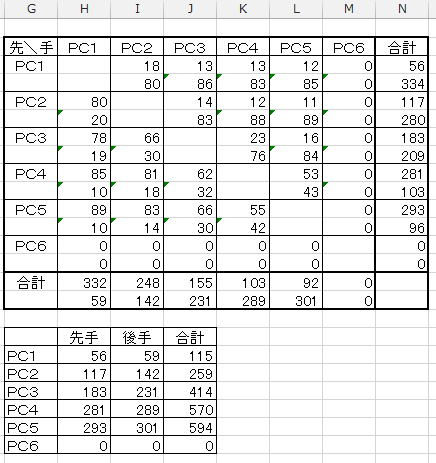 G H I J K L M N
先＼手 PC1 PC2 PC3 PC4 PC5 PC6 合計
PC1 18 13 13 12 0 56
80 86 83 85 0 334
PC2 80 14 12 11 0 117
20 83 88 89 0 280
PC3 78 66 23 16 0 183
19 30 76 84 0 209
PC4 85 81 62 53 0 281
10 18 32 43 0 103
PC5 89 83 66 55 0 293
10 14 30 42 0 96
PC6 0 0 0 0 0 0
0 0 0 0 0 0
合計 332 248 155 103 92 0
59 142 231 289 301 0
先手 後手 合計
PC1 56 59 115
PC2 117 142 259
PC3 183 231 414
PC4 281 289 570
PC5 293 301 594
PC6 0 0 0